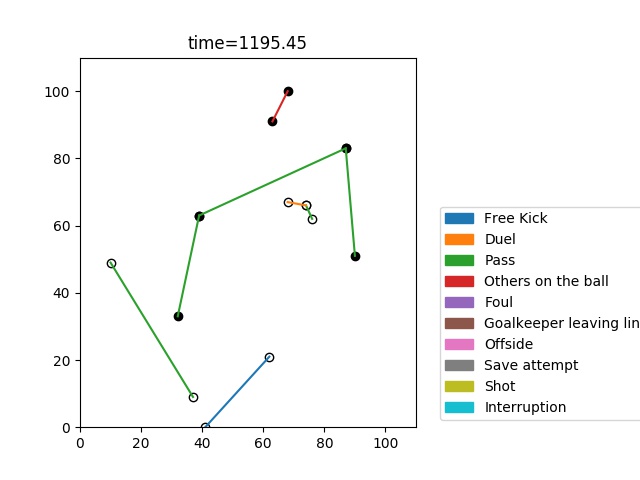 time=1195.45
100
80
60
40
20
0
0 20 40 60 80 100
Free Kick
Duel
Pass
Others on the ball
Foul
Goalkeeper leaving lin
Offside
Save attempt
Shot
Interruption